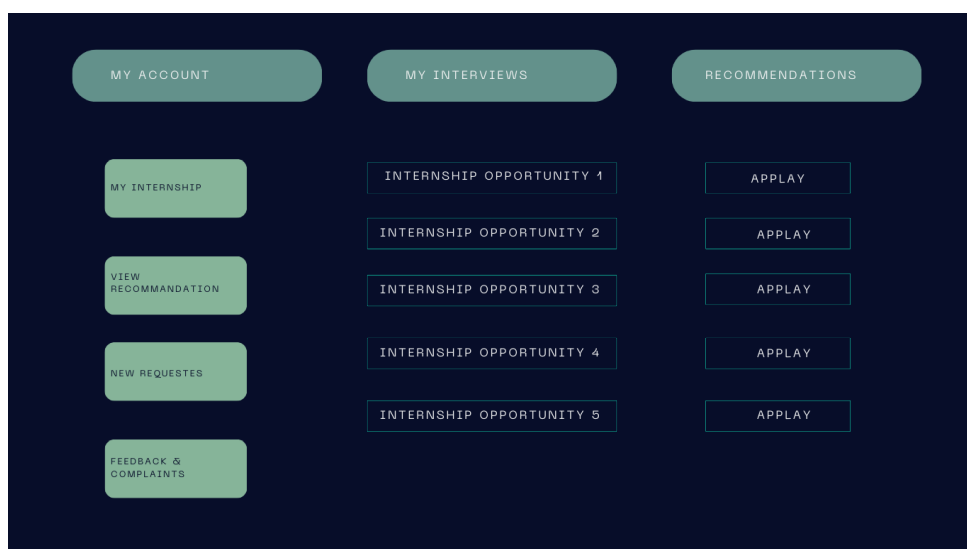 MY ACCOUNT
MY INTERVIEWS
RECOMMENDATIONS
MY INTERNSHIP
VIEW
RECOMMANDATION
NEW REQUESTES
FEEDBACK &
COMPLAINTS
INTERNSHIP OPPORTUNITY 1
APPLAY
INTERNSHIP OPPORTUNITY 2
APPLAY
INTERNSHIP OPPORTUNITY 3
APPLAY
INTERNSHIP OPPORTUNITY 4
APPLAY
INTERNSHIP OPPORTUNITY 5
APPLAY